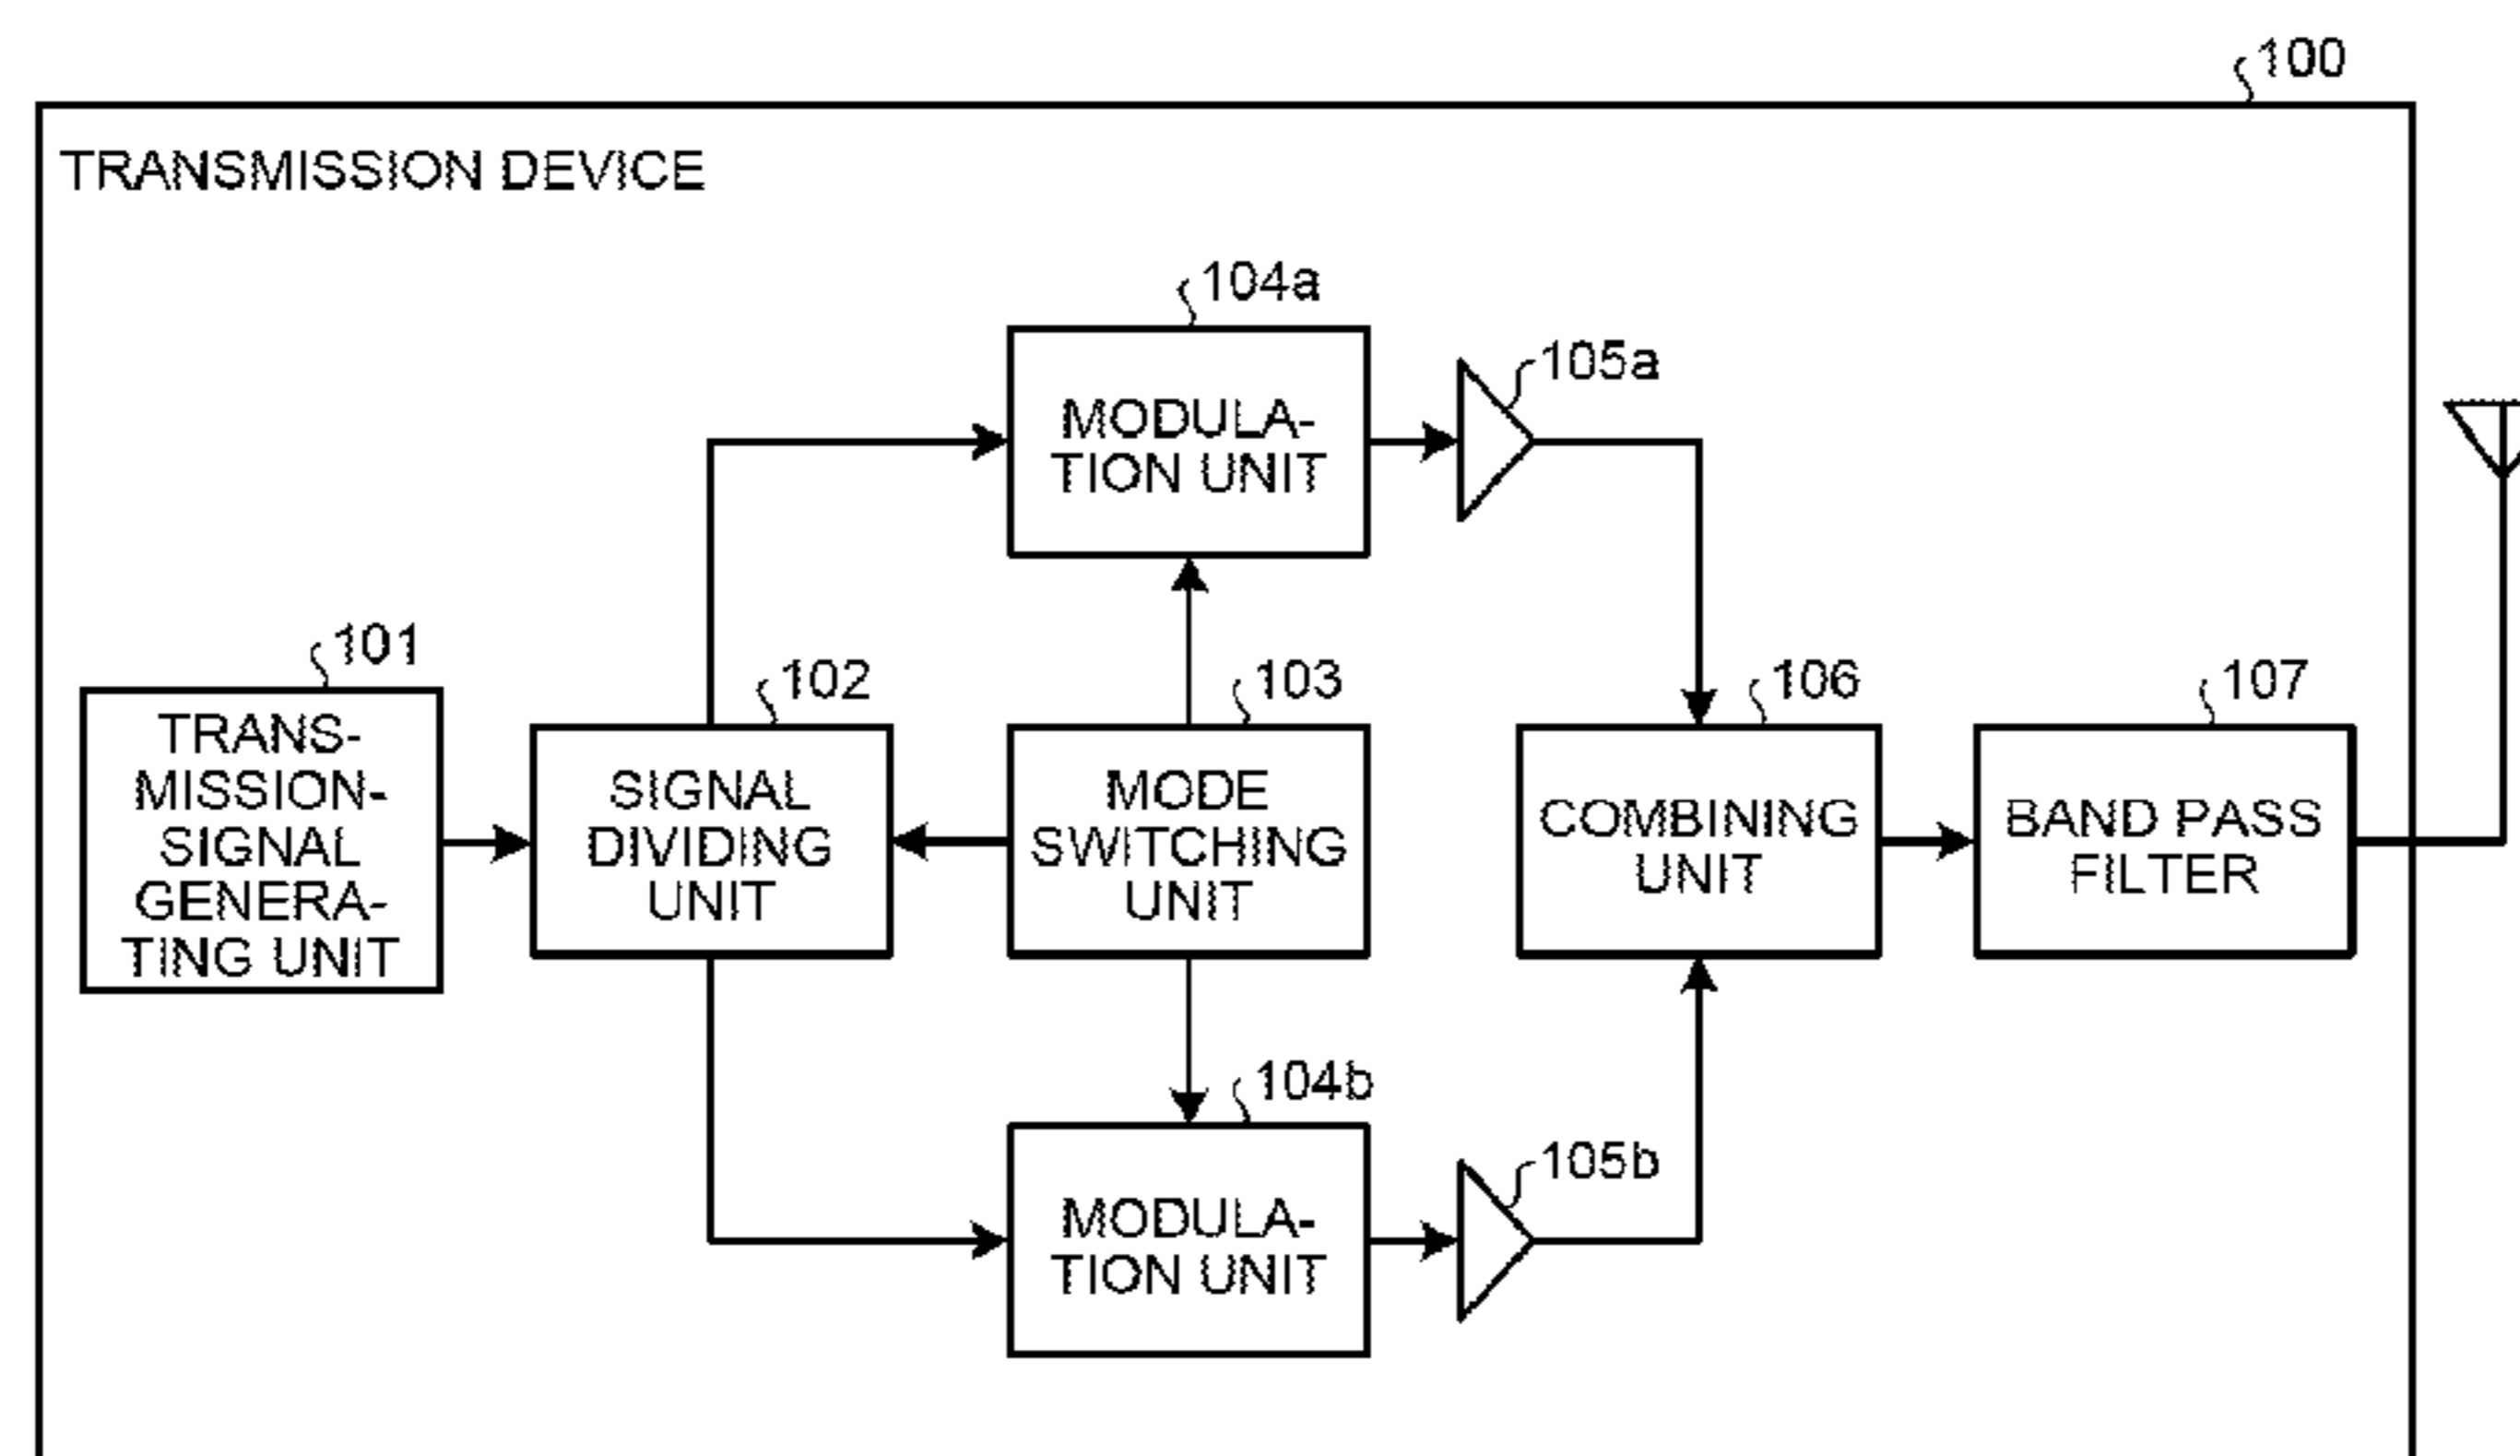 100
TRANSMISSION DEVICE
104a
MODULA-
TION UNIT
105a
101
TRANS-
MISSION-
SIGNAL
GENERA-
TING UNIT
102
SIGNAL
DIVIDING
UNIT
103
MODE
SWITCHING
UNIT
106
COMBINING
UNIT
107
BAND PASS
FILTER
104b
MODULA-
TION UNIT
105b